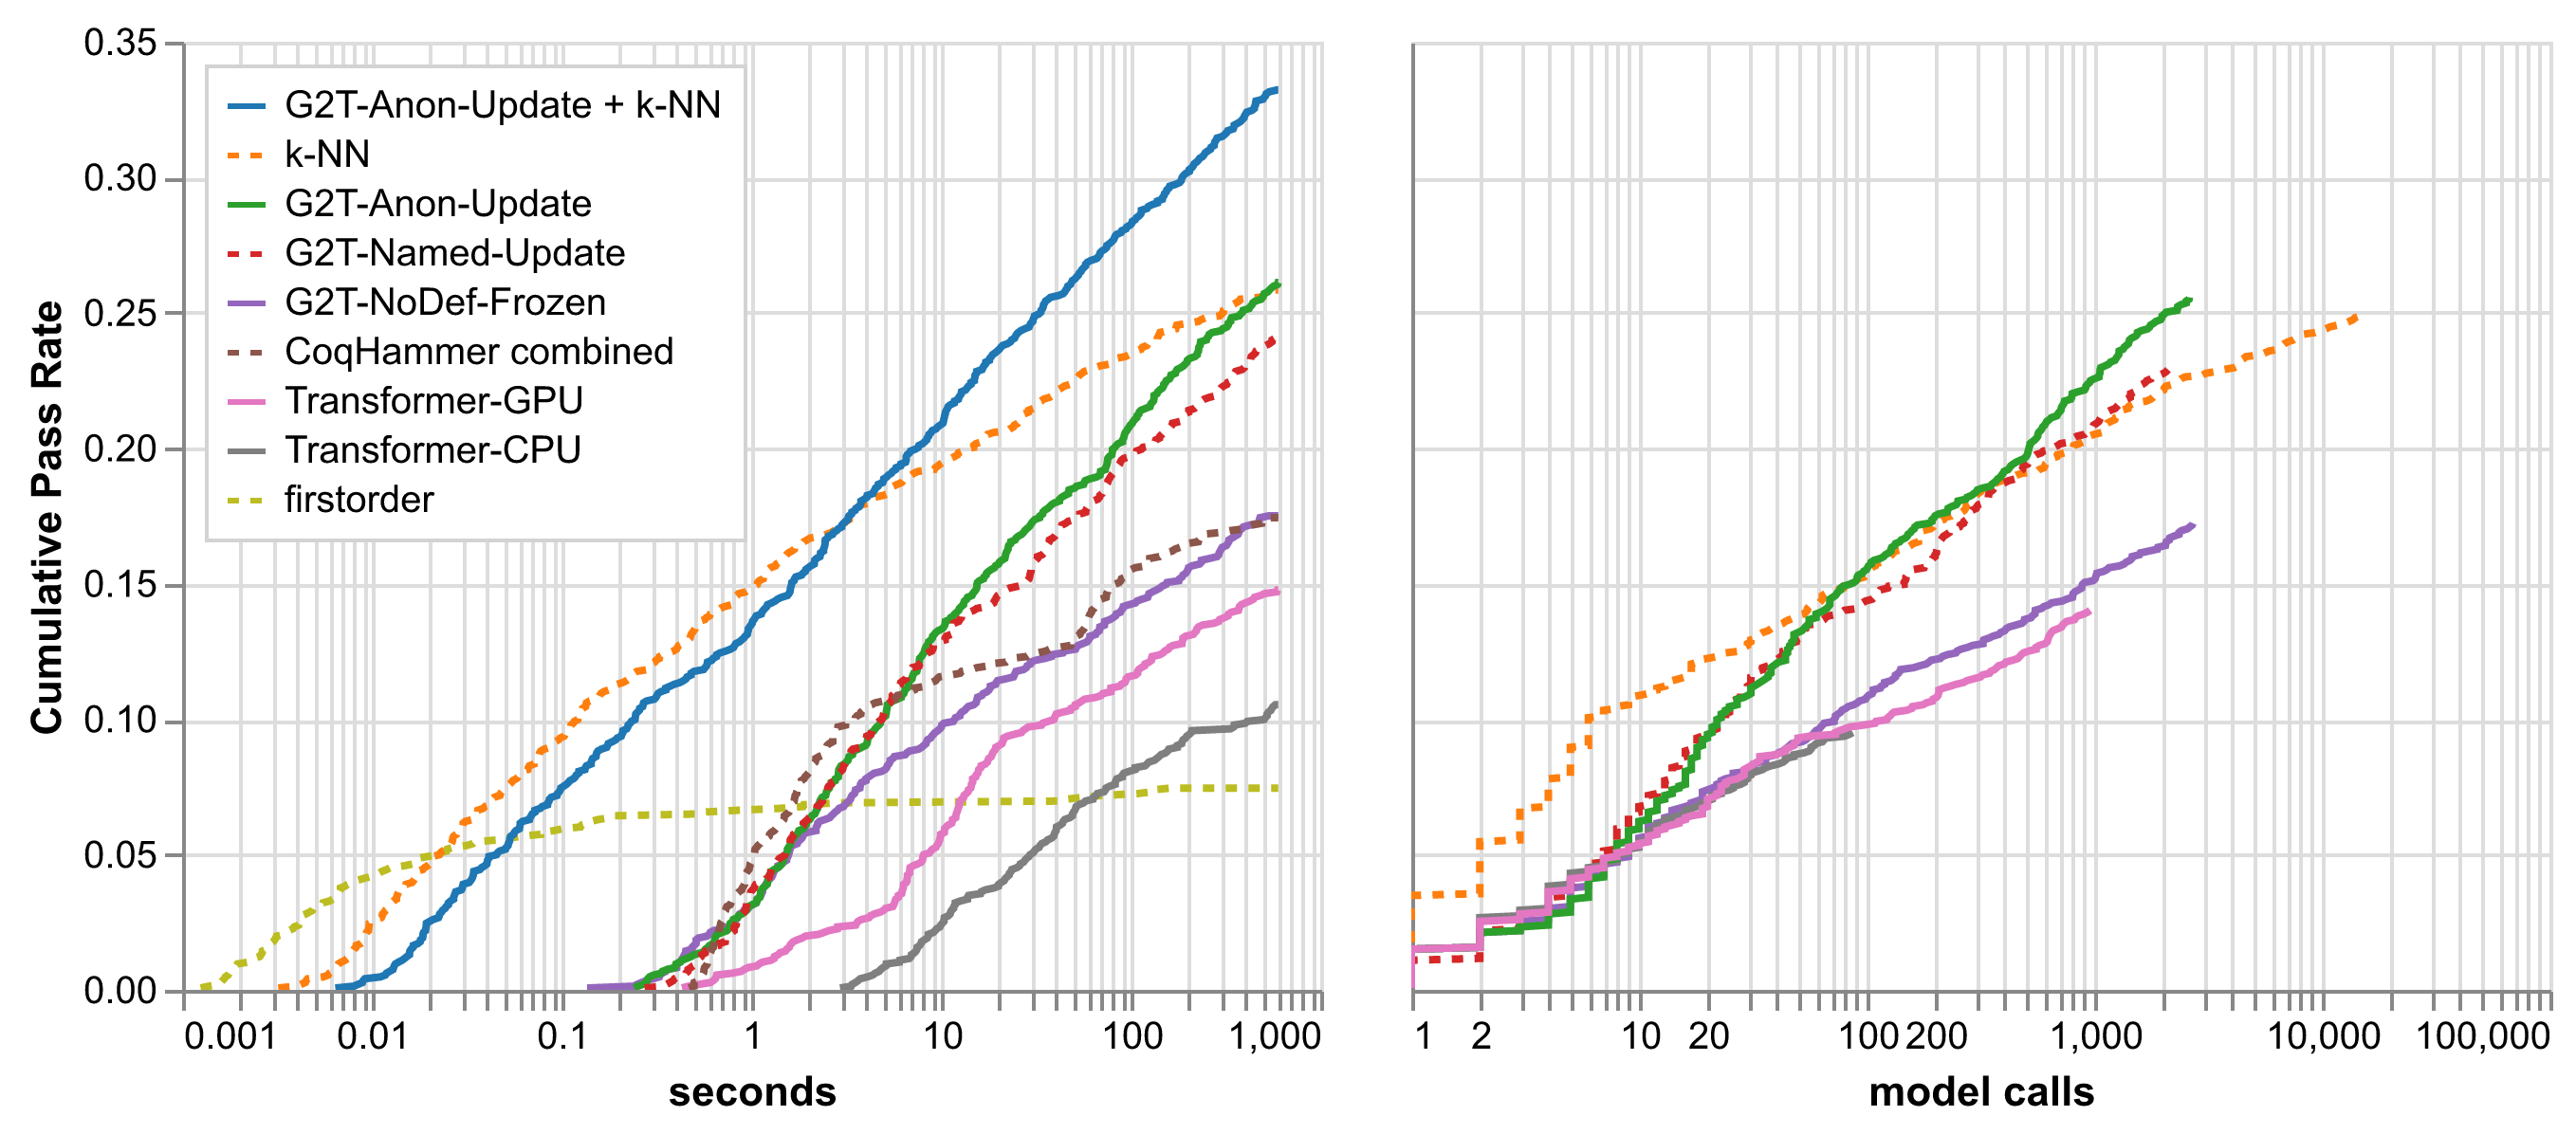 Cumulative Pass Rate
0.35
0.30
0.25
0.20
0.15
0.10
0.05
0.00
G2T-Anon-Update + k-NN
k-NN
G2T-Anon-Update
G2T-Named-Update
G2T-NoDef-Frozen
CoqHammer combined
Transformer-GPU
Transformer-CPU
firstorder
0.001 0.01 0.1 1 10 100 1,000
seconds
1 2 10 20 100 200 1,000 10,000 100,000
model calls